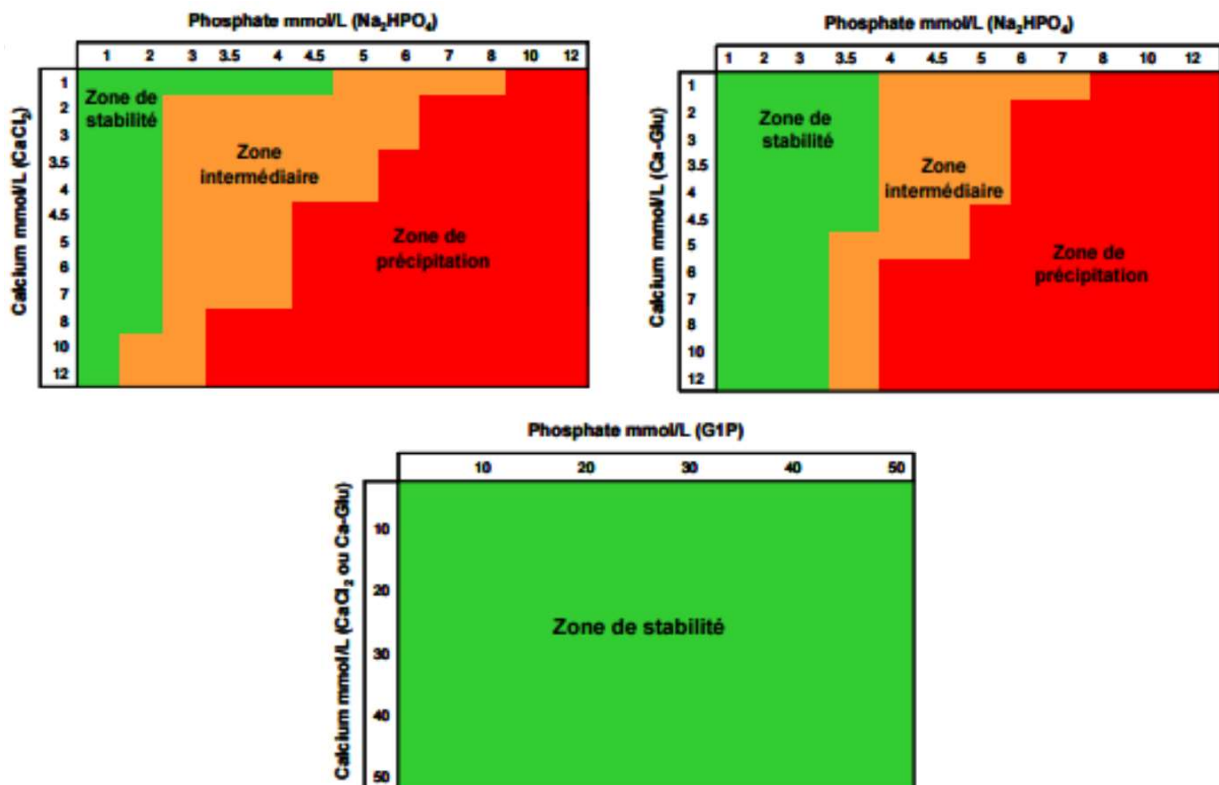 Phosphate mmol/L (Na₂HPO₄)
1 2 3 3.5 4 4.5 5 6 7 8 10 12
Calcium mmol/L (CaCl₂)
1
2
3
3.5
4
4.5
5
6
7
8
10
12
Zone de
stabilité
Zone
intermédiaire
Zone de
précipitation
Phosphate mmol/L (Na₂HPO₄)
1 2 3 3.5 4 4.5 5 6 7 8 10 12
Calcium mmol/L (Ca-Glu)
1
2
3
3.5
4
4.5
5
6
7
8
10
12
Zone de
stabilité
Zone
intermédiaire
Zone de
précipitation
Phosphate mmol/L (G1P)
10 20 30 40 50
Calcium mmol/L (CaCl₂ ou Ca-Glu)
10
20
30
40
50
Zone de stabilité